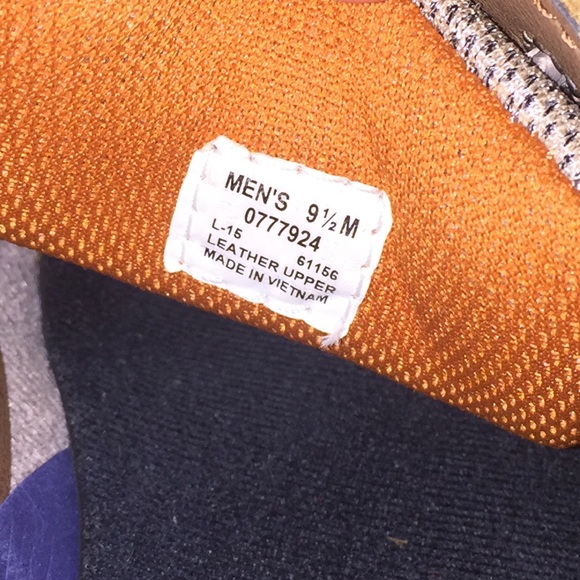 MEN'S 9½ M
0777924
L-15 61156
LEATHER UPPER
MADE IN VIETNAM